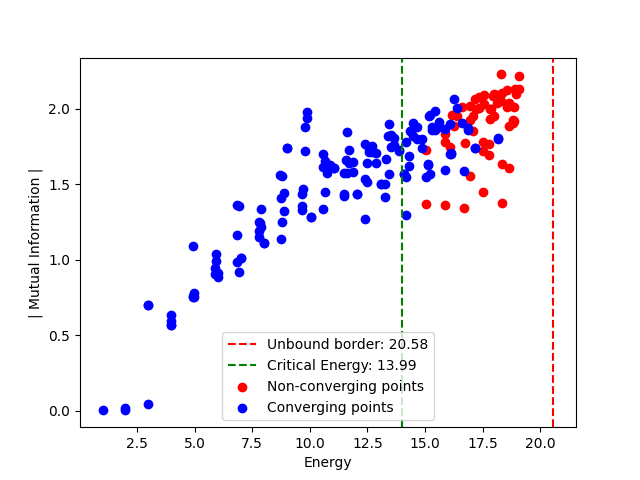 2.0
1.5
1.0
0.5
0.0
| Mutual Information |
Unbound border: 20.58
Critical Energy: 13.99
Non-converging points
Converging points
2.5 5.0 7.5 10.0 12.5 15.0 17.5 20.0
Energy